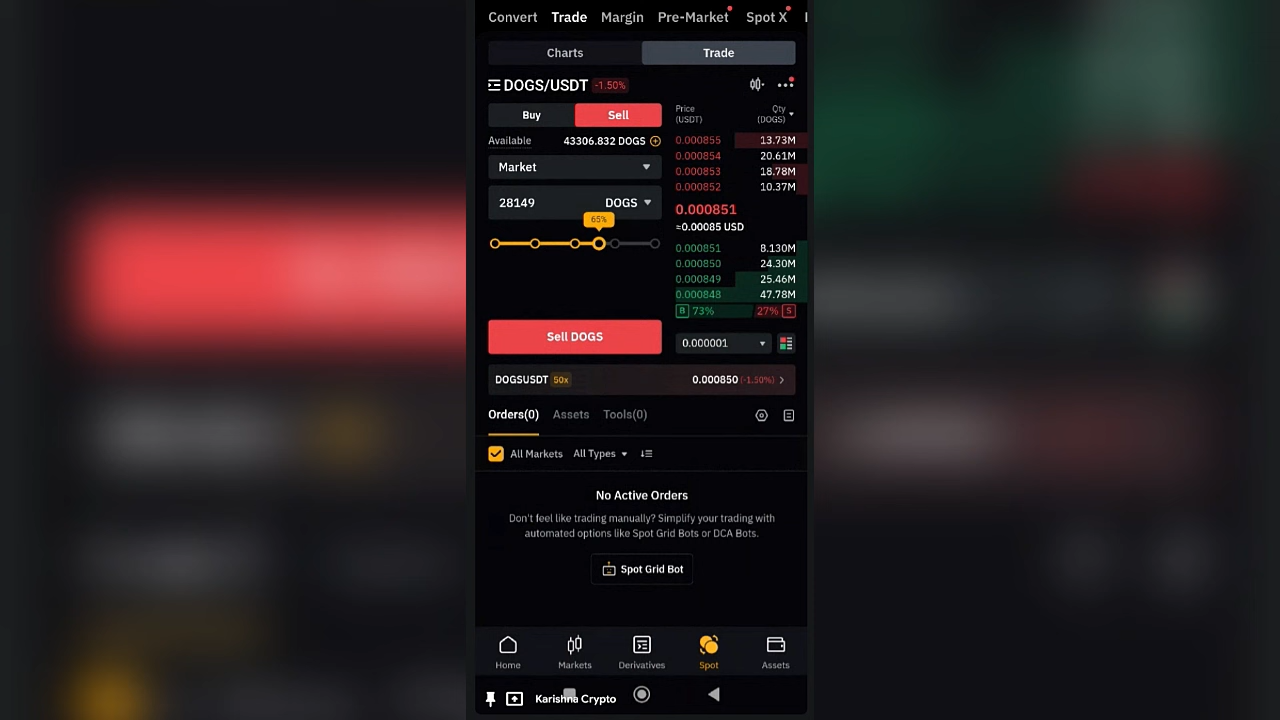 Convert Trade Margin Pre-Market Spot X
Charts Trade
DOGS/USDT -1.50%
Buy Sell
Available 43306.832 DOGS
Market
28149 DOGS
65%
Sell DOGS
Price (USDT) Qty (DOGS)
0.000855 13.73M
0.000854 20.61M
0.000853 18.78M
0.000852 10.37M
0.000851
≈0.00085 USD
0.000851 8.130M
0.000850 24.30M
0.000849 25.46M
0.000848 47.78M
B 73% 27% S
0.000001
DOGSUSDT 50x 0.000850 (-1.50%)
Orders(0) Assets Tools(0)
All Markets All Types
No Active Orders
Don't feel like trading manually? Simplify your trading with
automated options like Spot Grid Bots or DCA Bots.
Spot Grid Bot
Home Markets Derivatives Spot Assets
Karishna Crypto